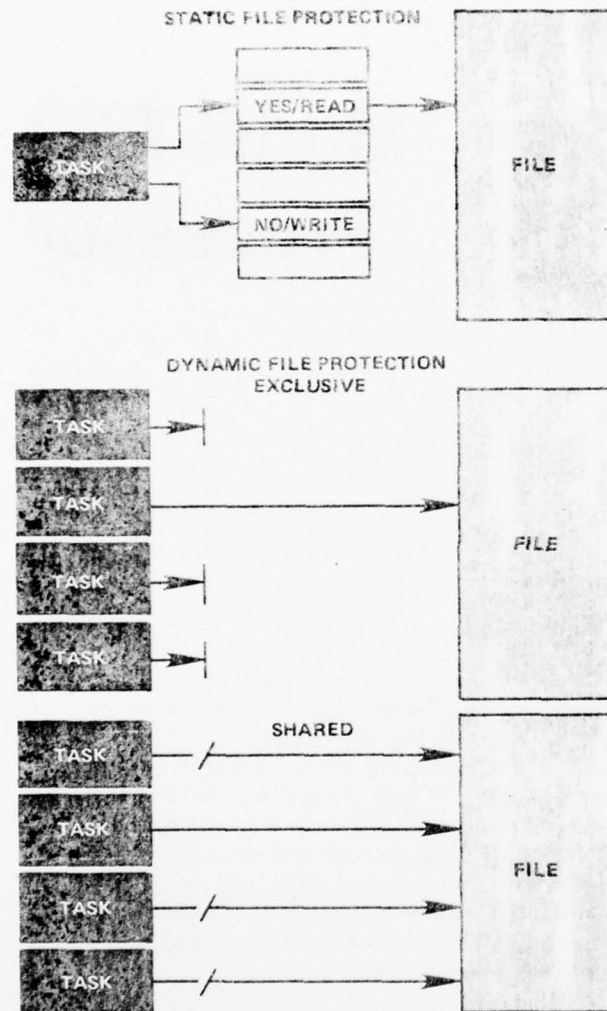 STATIC FILE PROTECTION
YES/READ
TASK
FILE
NO/WRITE
DYNAMIC FILE PROTECTION
EXCLUSIVE
TASK
TASK
FILE
TASK
TASK
SHARED
TASK
TASK
FILE
TASK
TASK